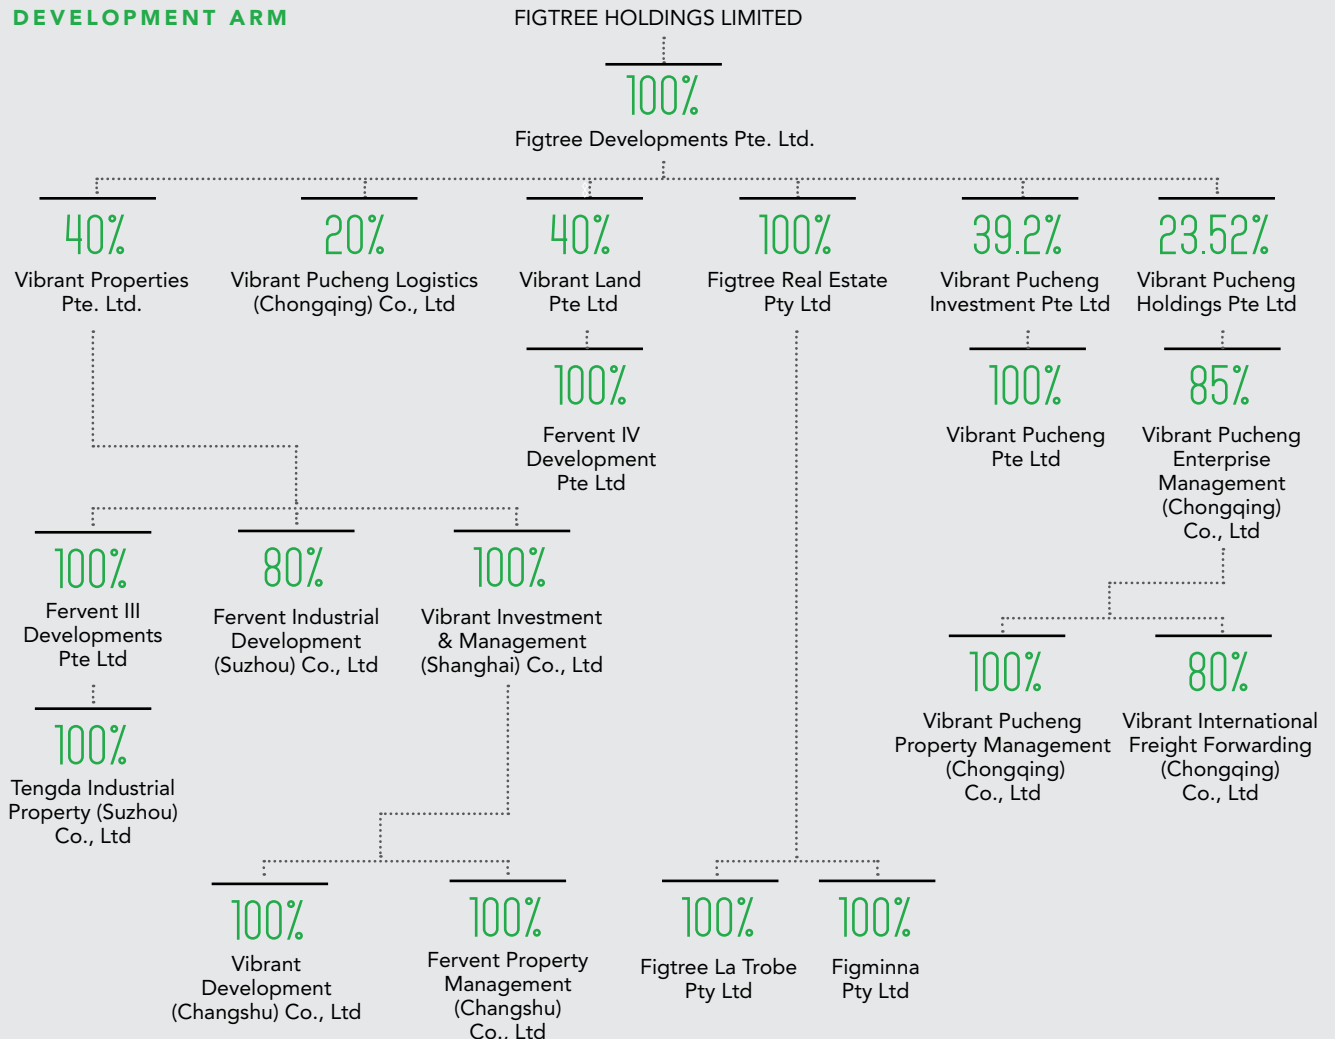 DEVELOPMENT ARM
FIGTREE HOLDINGS LIMITED
100%
Figtree Developments Pte. Ltd.
40%
Vibrant Properties
Pte. Ltd.
20%
Vibrant Pucheng Logistics
(Chongqing) Co., Ltd
40%
Vibrant Land
Pte Ltd
100%
Figtree Real Estate
Pty Ltd
39.2%
Vibrant Pucheng
Investment Pte Ltd
23.52%
Vibrant Pucheng
Holdings Pte Ltd
100%
Fervent IV
Development
Pte Ltd
100%
Vibrant Pucheng
Pte Ltd
85%
Vibrant Pucheng
Enterprise
Management
(Chongqing)
Co., Ltd
100%
Fervent III
Developments
Pte Ltd
80%
Fervent Industrial
Development
(Suzhou) Co., Ltd
100%
Vibrant Investment
& Management
(Shanghai) Co., Ltd
100%
Vibrant Pucheng
Property Management
(Chongqing)
Co., Ltd
80%
Vibrant International
Freight Forwarding
(Chongqing)
Co., Ltd
100%
Tengda Industrial
Property (Suzhou)
Co., Ltd
100%
Vibrant
Development
(Changshu) Co., Ltd
100%
Fervent Property
Management
(Changshu)
Co., Ltd
100%
Figtree La Trobe
Pty Ltd
100%
Figminna
Pty Ltd